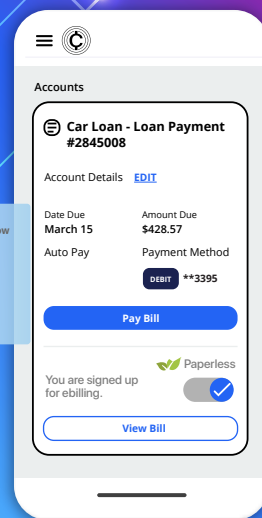 Accounts
Car Loan - Loan Payment
#2845008
Account Details EDIT
Date Due Amount Due
March 15 $428.57
Auto Pay Payment Method
DEBIT **3395
Pay Bill
Paperless
You are signed up
for ebilling.
View Bill